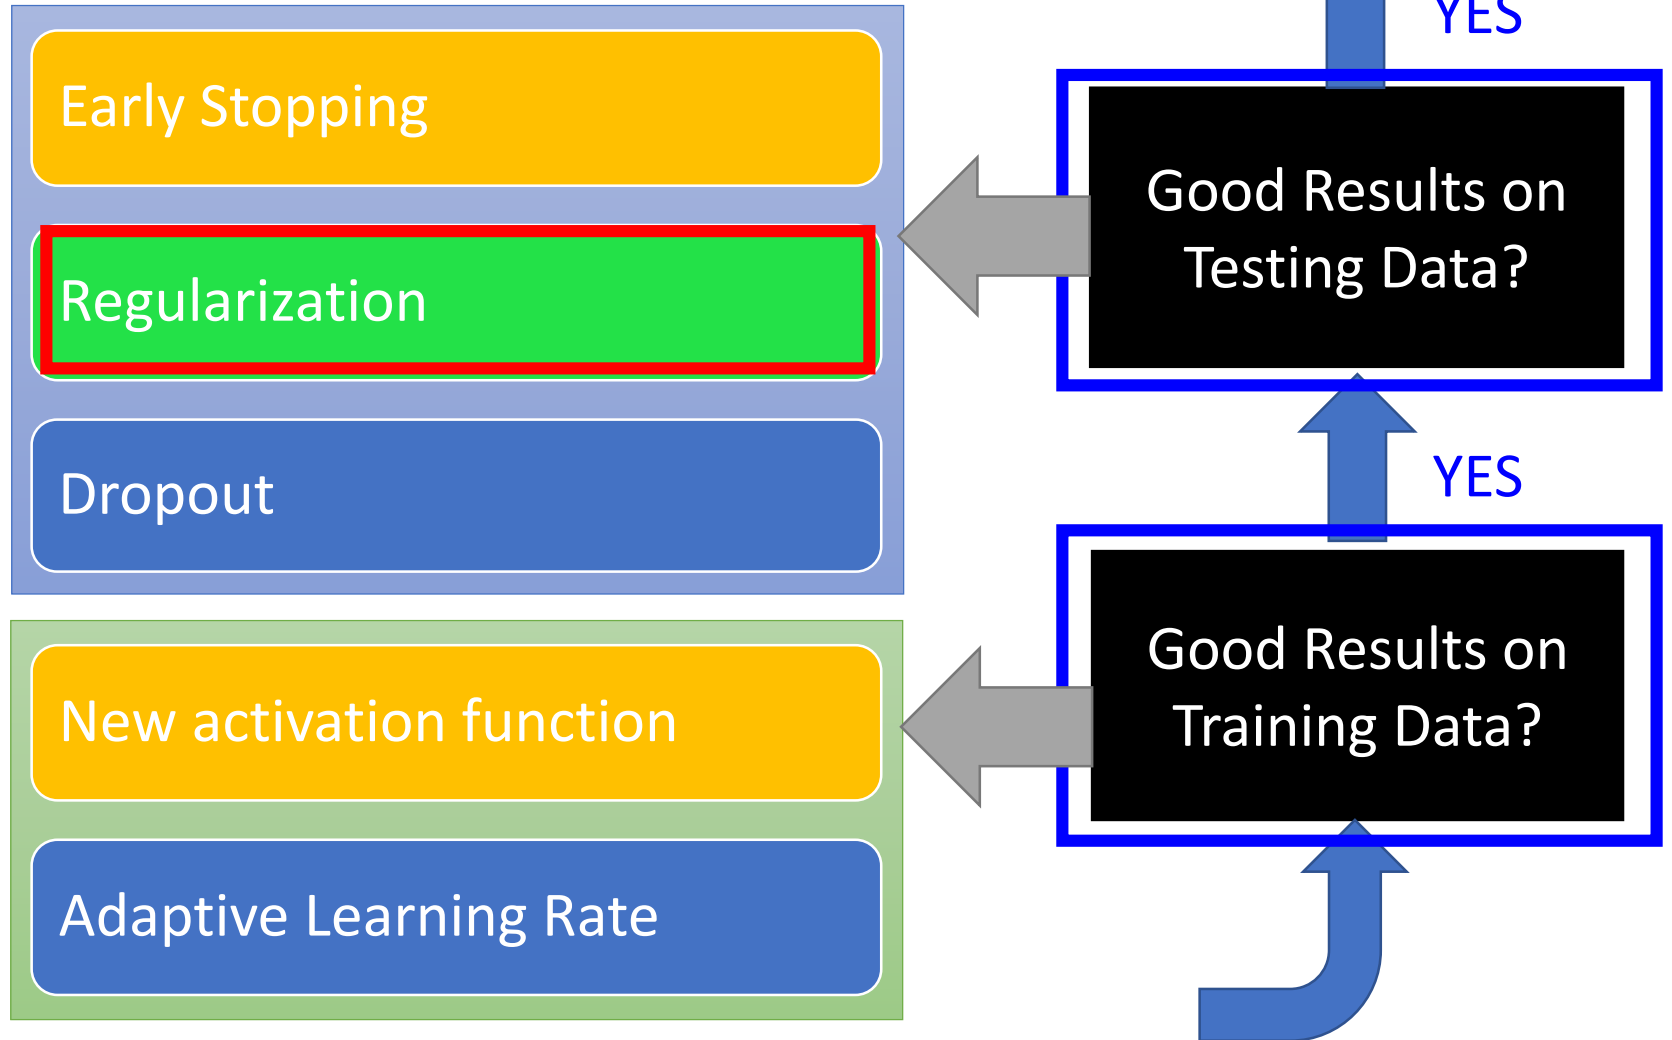 YES
Early Stopping
Good Results on
Testing Data?
Regularization
Dropout
YES
Good Results on
Training Data?
New activation function
Adaptive Learning Rate